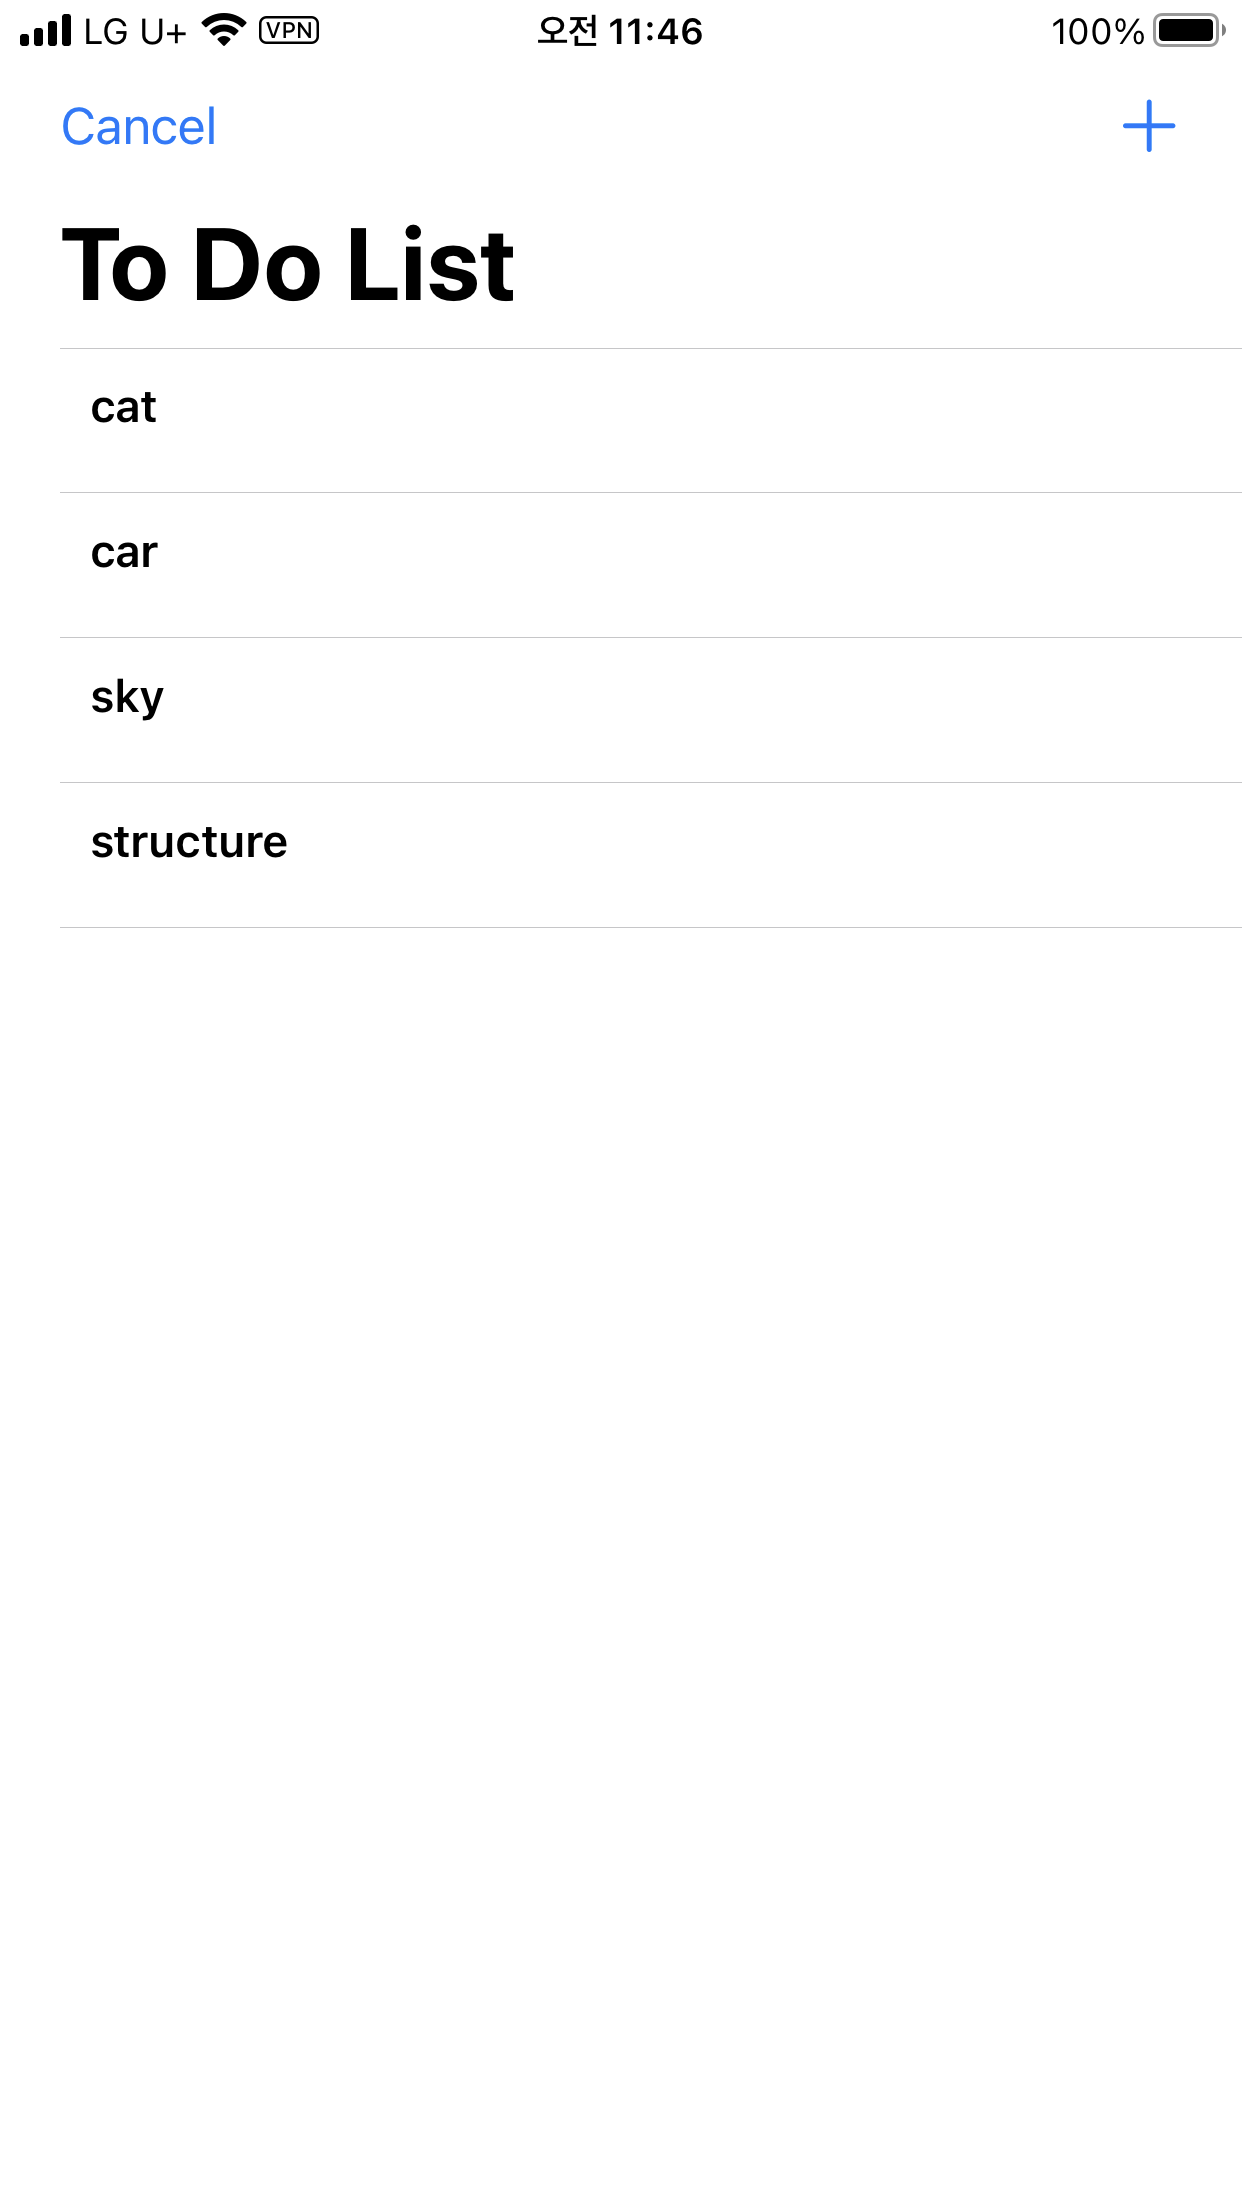 LG U+ VPN 오전 11:46 100%
Cancel +
To Do List
cat
car
sky
structure